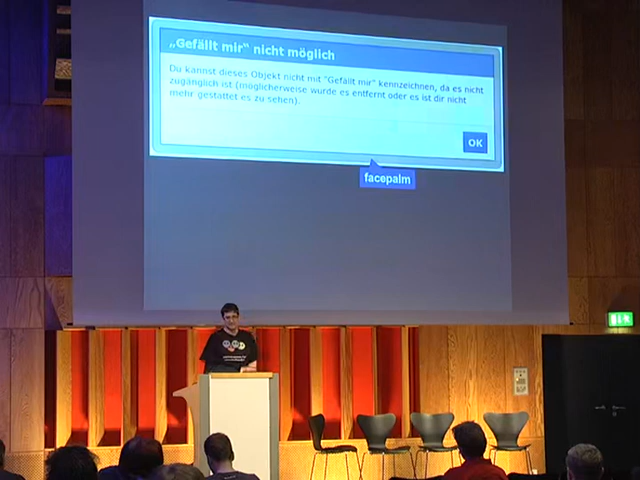 „Gefällt mir“ nicht möglich
Du kannst dieses Objekt nicht mit "Gefällt mir" kennzeichnen, da es nicht
zugänglich ist (möglicherweise wurde es entfernt oder es ist dir nicht
mehr gestattet es zu sehen).
OK
facepalm